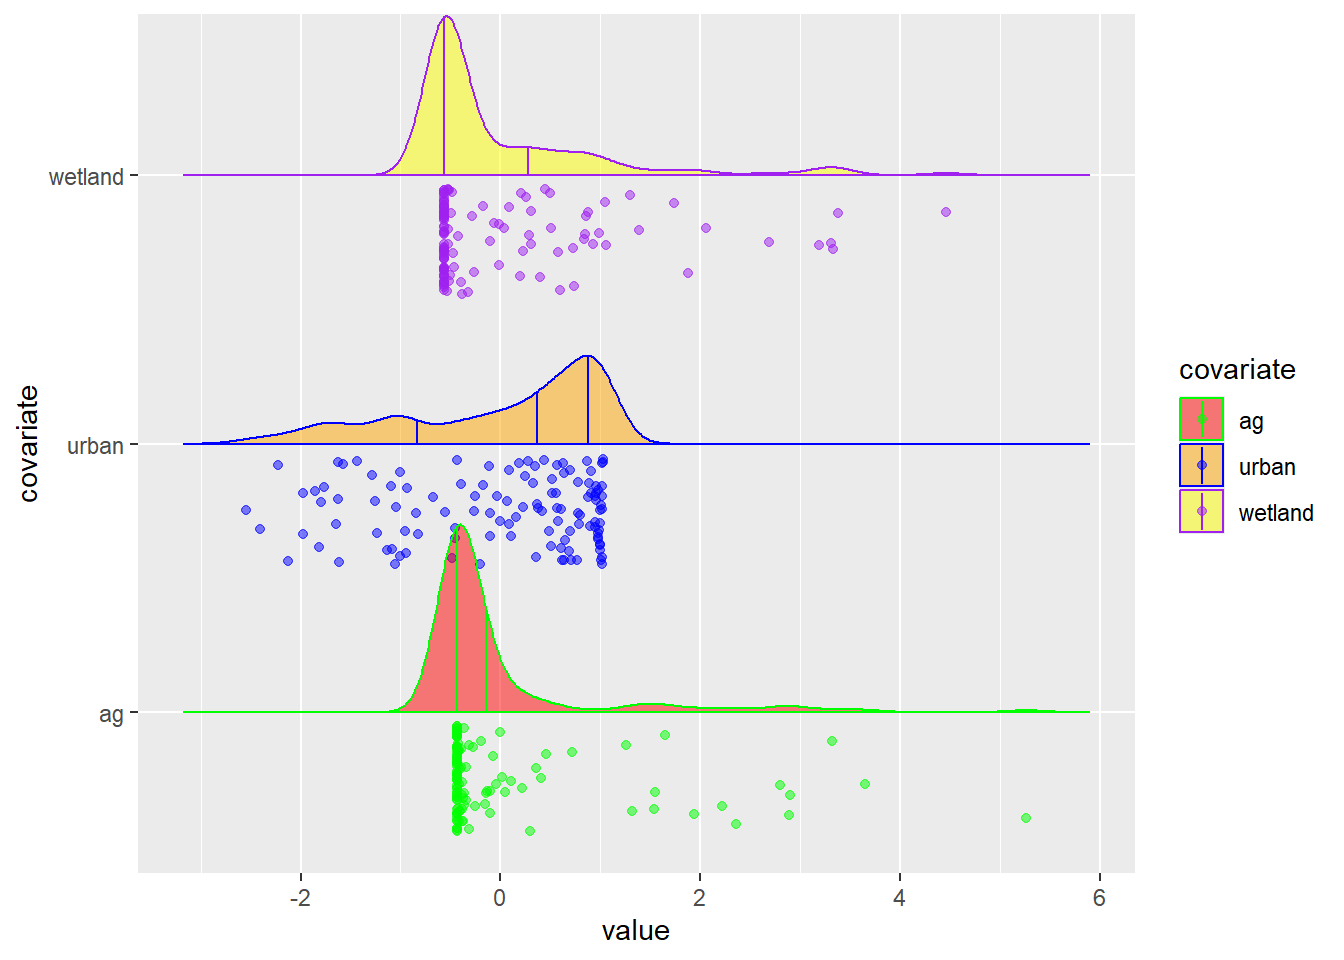 wetland
urban
ag
covariate
-2
0
2
4
6
value
covariate
ag
urban
wetland